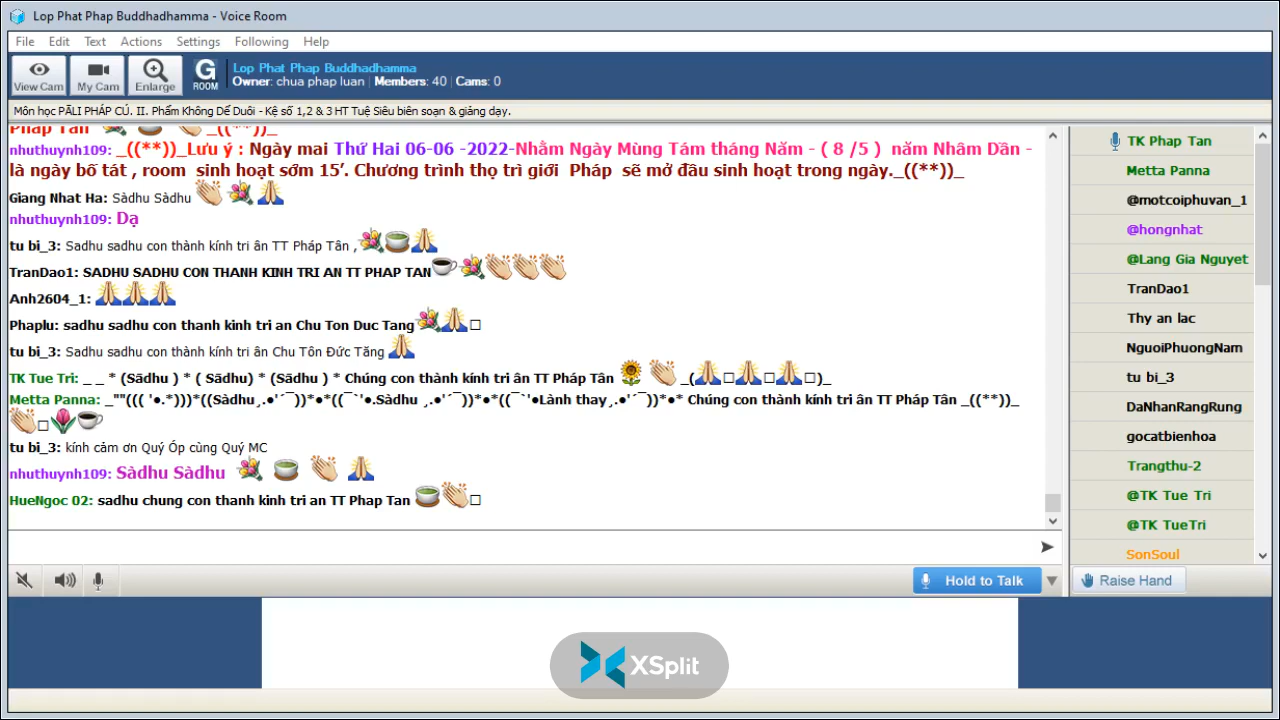 Lop Phat Phap Buddhadhamma - Voice Room
File Edit Text Actions Settings Following Help
View Cam My Cam Enlarge G ROOM
Lop Phat Phap Buddhadhamma
Owner: chua phap luan | Members: 40 | Cams: 0
Môn học PĀLI PHÁP CÚ. II. Phẩm Không Dể Duôi - Kệ số 1,2 & 3 HT Tuệ Siêu biên soạn & giảng dạy.
Pháp Tân _((**))_
nhuthuynh109: _((**))_Lưu ý : Ngày mai Thứ Hai 06-06 -2022-Nhằm Ngày Mùng Tám tháng Năm - ( 8 /5 ) năm Nhâm Dần -
là ngày bố tát , room sinh hoạt sớm 15’. Chương trình thọ trì giới Pháp sẽ mở đầu sinh hoạt trong ngày._((**))_
Giang Nhat Ha: Sàdhu Sàdhu
nhuthuynh109: Dạ
tu bi_3: Sadhu sadhu con thành kính tri ân TT Pháp Tân ,
TranDao1: SADHU SADHU CON THANH KINH TRI AN TT PHAP TAN
Anh2604_1:
Phaplu: sadhu sadhu con thanh kinh tri an Chu Ton Duc Tang
tu bi_3: Sadhu sadhu con thành kính tri ân Chu Tôn Đức Tăng
TK Tue Tri: _ _ * (Sādhu ) * ( Sādhu) * (Sādhu ) * Chúng con thành kính tri ân TT Pháp Tân _(□□□)_
Metta Panna: _""((( '•.*)))*((Sàdhu¸.•'´¯))*•*((¯`'•.Sàdhu ¸.•'´¯))*•*((¯`'•Lành thay¸.•'´¯))*•* Chúng con thành kính tri ân TT Pháp Tân _((**))_
tu bi_3: kính cảm ơn Quý Óp cùng Quý MC
nhuthuynh109: Sàdhu Sàdhu
HueNgoc 02: sadhu chung con thanh kinh tri an TT Phap Tan
TK Phap Tan
Metta Panna
@motcoiphuvan_1
@hongnhat
@Lang Gia Nguyet
TranDao1
Thy an lac
NguoiPhuongNam
tu bi_3
DaNhanRangRung
gocatbienhoa
Trangthu-2
@TK Tue Tri
@TK TueTri
SonSoul
Hold to Talk
Raise Hand
XSplit